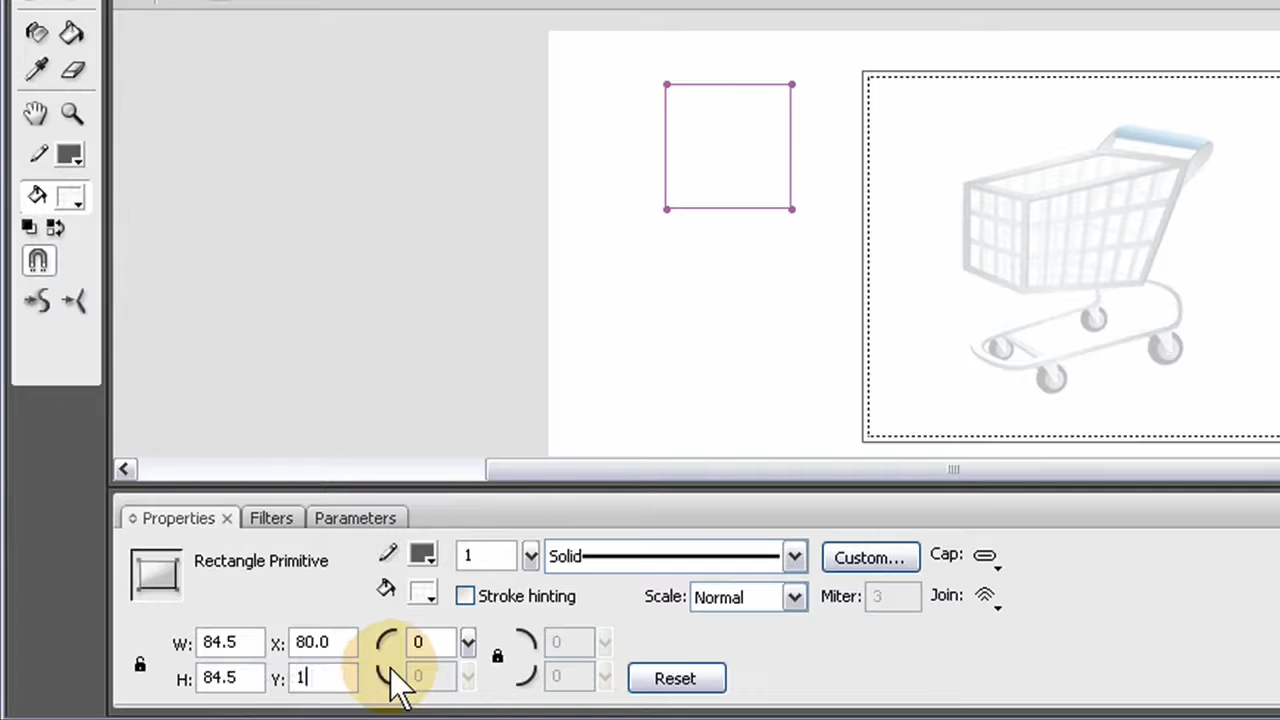 Properties × Filters Parameters
Rectangle Primitive 1 Solid Custom... Cap:
Stroke hinting Scale: Normal Miter: 3 Join:
W: 84.5 X: 80.0 0 0
H: 84.5 Y: 1 0 0 Reset